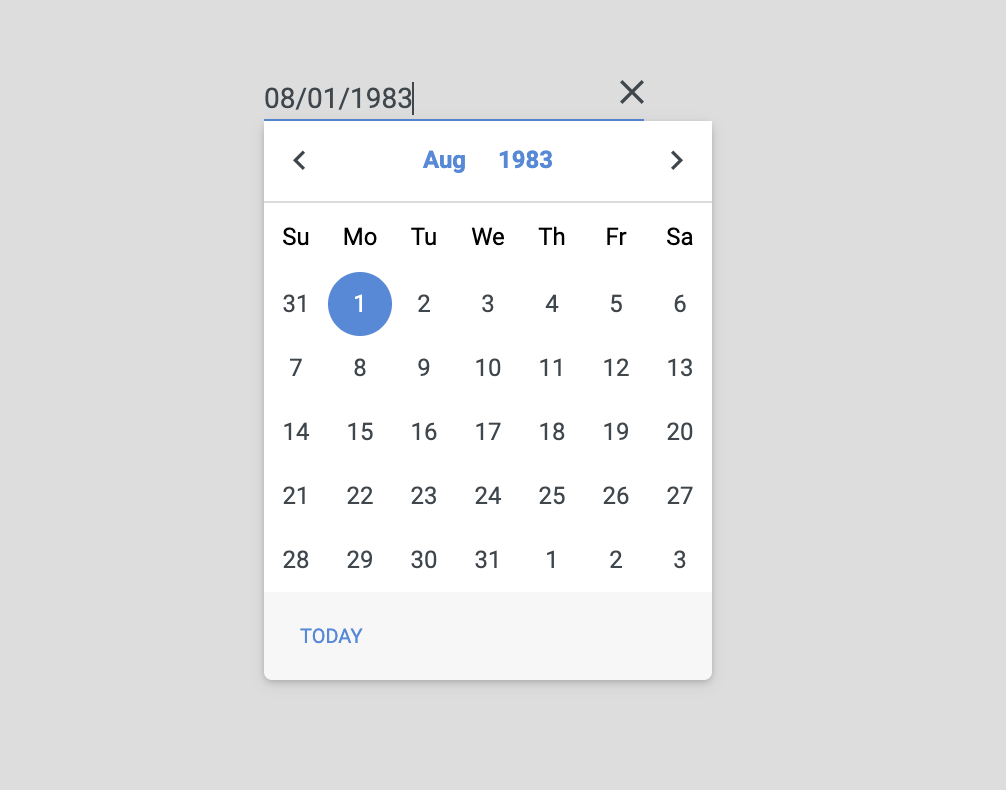 08/01/1983
Aug 1983
Su Mo Tu We Th Fr Sa
31 1 2 3 4 5 6
7 8 9 10 11 12 13
14 15 16 17 18 19 20
21 22 23 24 25 26 27
28 29 30 31 1 2 3
TODAY